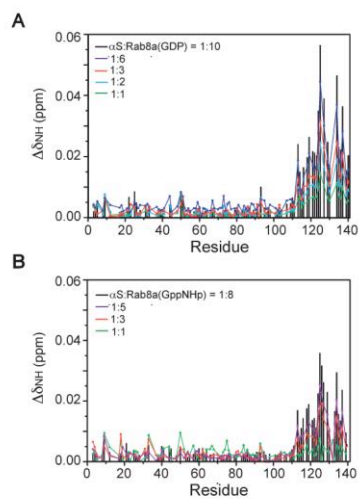 A
0.06
αS:Rab8a(GDP) = 1:10
1:6
1:3
1:2
1:1
0.04
0.02
0.00
ΔδNH (ppm)
0 20 40 60 80 100 120 140
Residue
B
0.06
αS:Rab8a(GppNHp) = 1:8
1:5
1:3
1:1
0.04
0.02
0.00
ΔδNH (ppm)
0 20 40 60 80 100 120 140
Residue